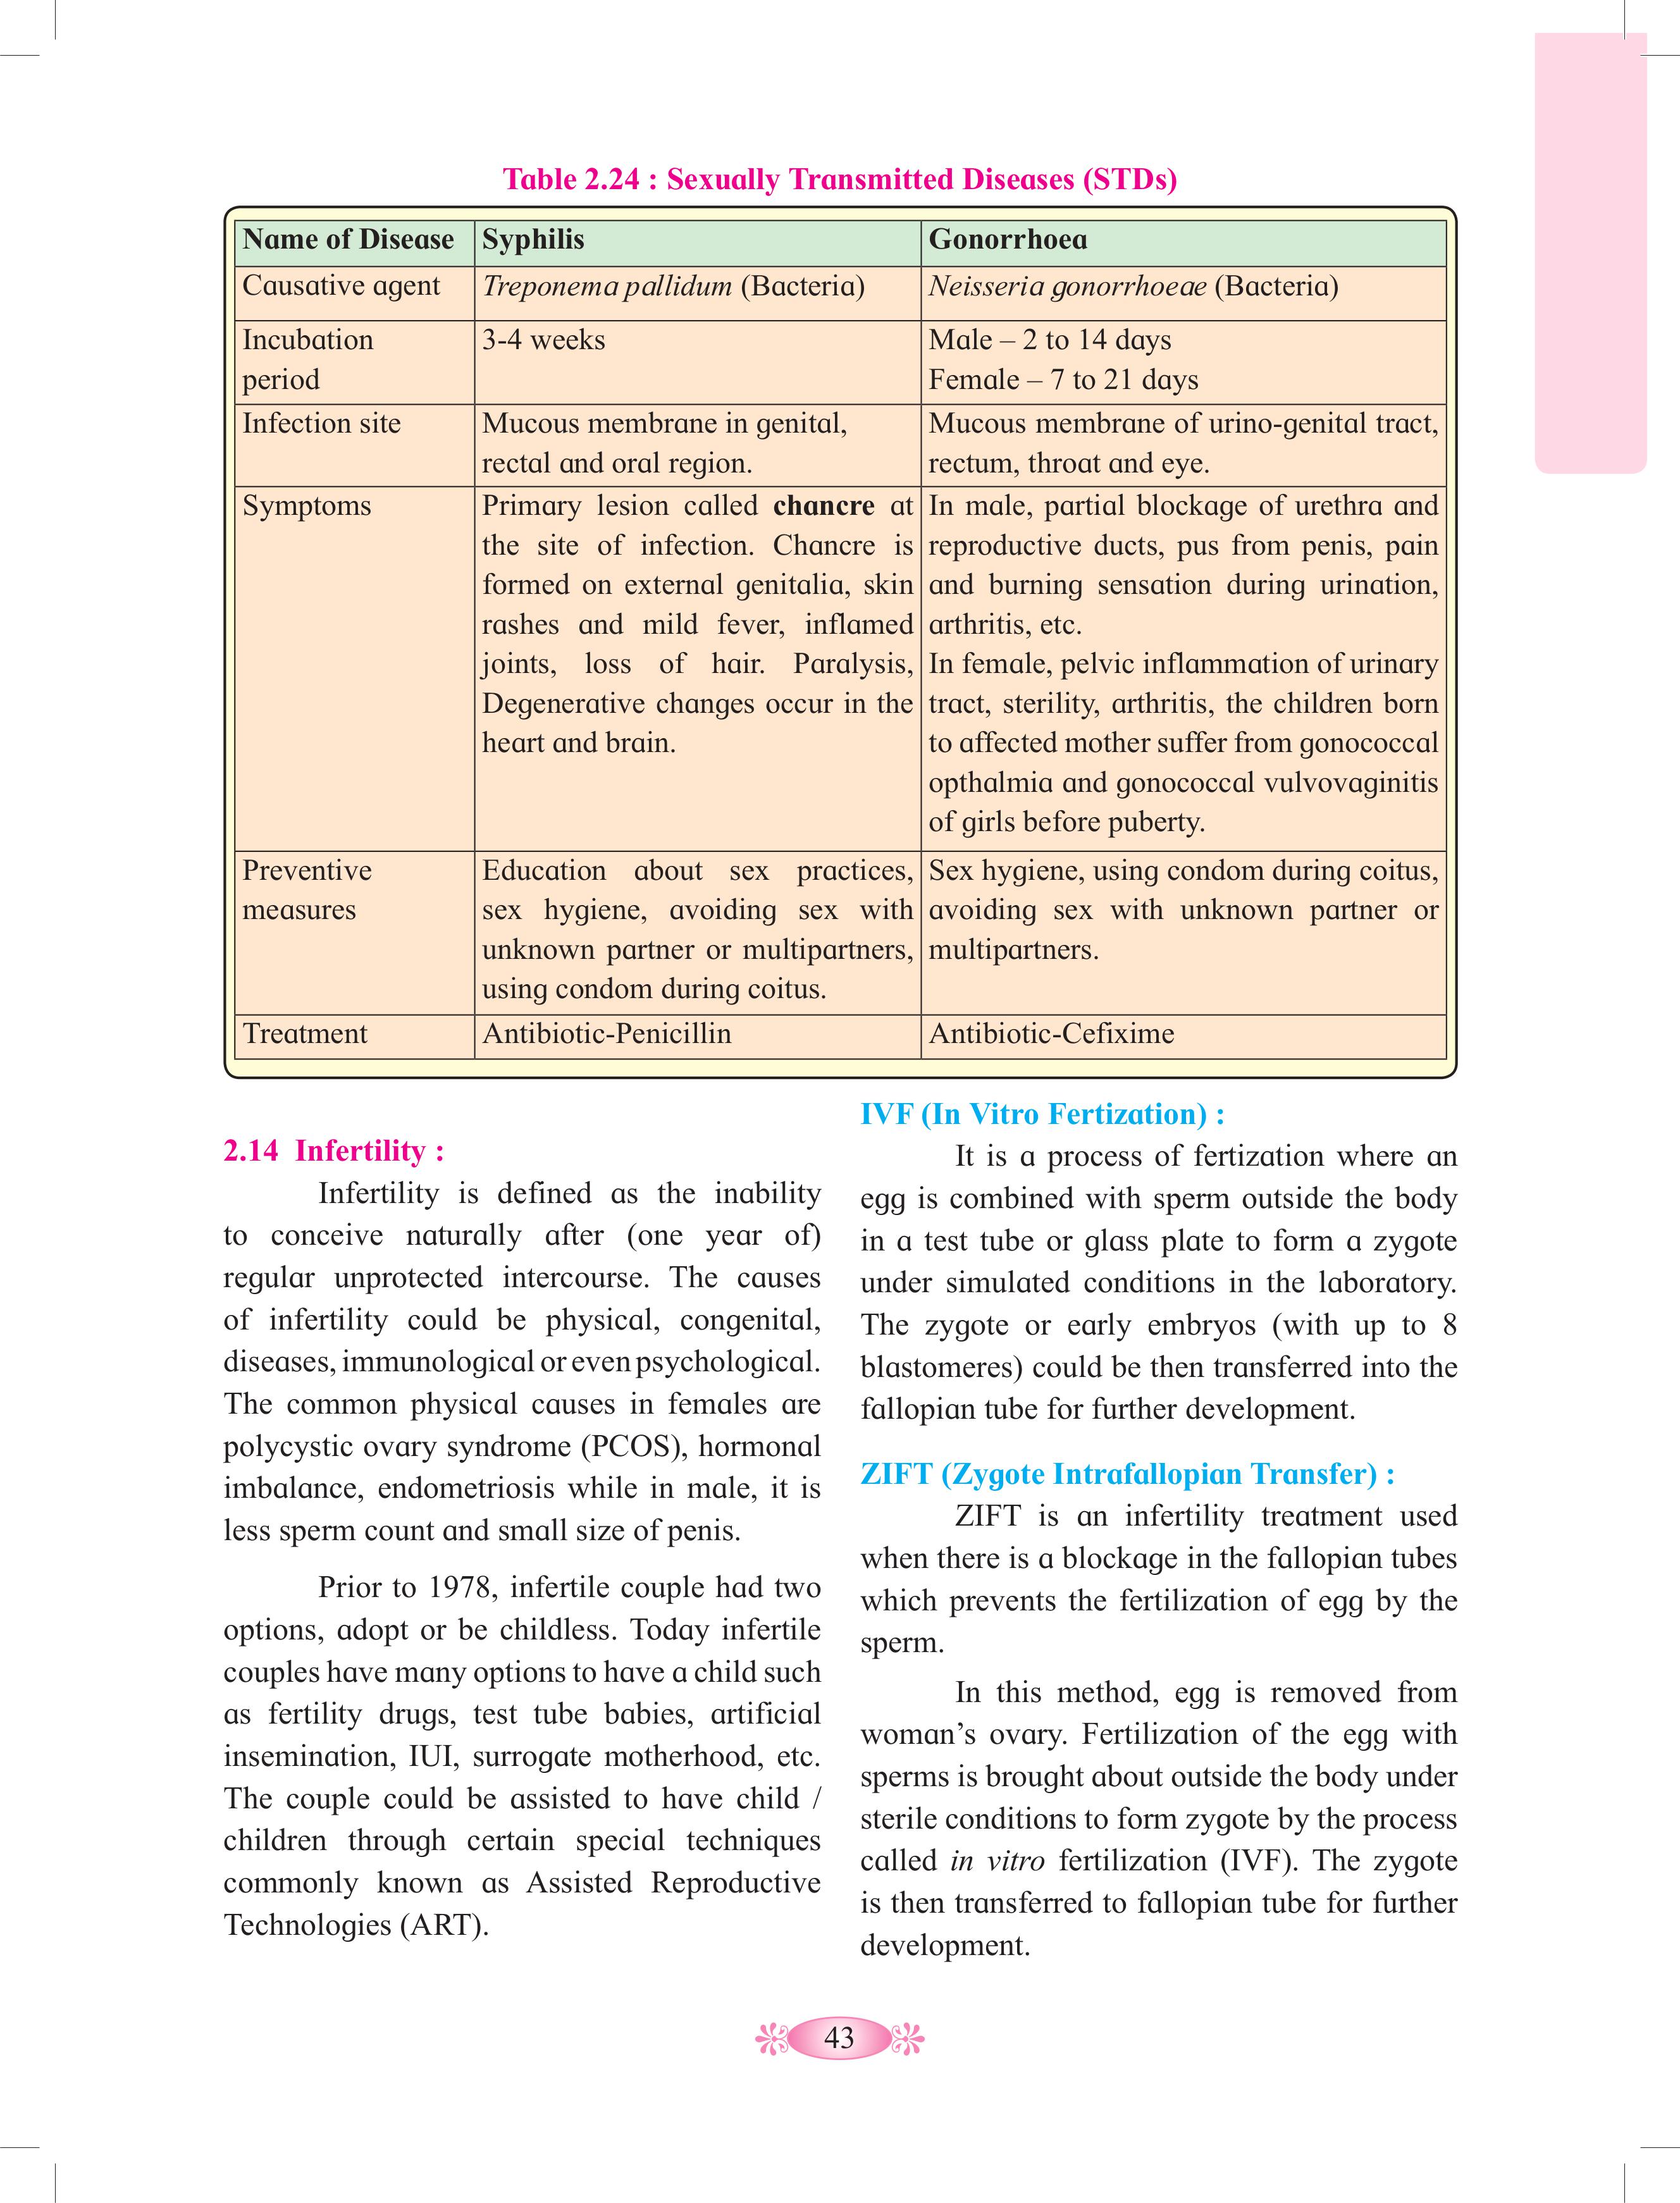 Table 2.24 : Sexually Transmitted Diseases (STDs)
Name of Disease Syphilis Gonorrhoea
Causative agent Treponema pallidum (Bacteria) Neisseria gonorrhoeae (Bacteria)
Incubation
period
3-4 weeks
Male – 2 to 14 days
Female – 7 to 21 days
Infection site
Mucous membrane in genital,
rectal and oral region.
Mucous membrane of urino-genital tract,
rectum, throat and eye.
Symptoms
Primary lesion called chancre at
the site of infection. Chancre is
formed on external genitalia, skin
rashes and mild fever, inflamed
joints, loss of hair. Paralysis,
Degenerative changes occur in the
heart and brain.
In male, partial blockage of urethra and
reproductive ducts, pus from penis, pain
and burning sensation during urination,
arthritis, etc.
In female, pelvic inflammation of urinary
tract, sterility, arthritis, the children born
to affected mother suffer from gonococcal
opthalmia and gonococcal vulvovaginitis
of girls before puberty.
Preventive
measures
Education about sex practices,
sex hygiene, avoiding sex with
unknown partner or multipartners,
using condom during coitus.
Sex hygiene, using condom during coitus,
avoiding sex with unknown partner or
multipartners.
Treatment Antibiotic-Penicillin Antibiotic-Cefixime
2.14 Infertility :
Infertility is defined as the inability
to conceive naturally after (one year of)
regular unprotected intercourse. The causes
of infertility could be physical, congenital,
diseases, immunological or even psychological.
The common physical causes in females are
polycystic ovary syndrome (PCOS), hormonal
imbalance, endometriosis while in male, it is
less sperm count and small size of penis.
Prior to 1978, infertile couple had two
options, adopt or be childless. Today infertile
couples have many options to have a child such
as fertility drugs, test tube babies, artificial
insemination, IUI, surrogate motherhood, etc.
The couple could be assisted to have child /
children through certain special techniques
commonly known as Assisted Reproductive
Technologies (ART).
IVF (In Vitro Fertization) :
It is a process of fertization where an
egg is combined with sperm outside the body
in a test tube or glass plate to form a zygote
under simulated conditions in the laboratory.
The zygote or early embryos (with up to 8
blastomeres) could be then transferred into the
fallopian tube for further development.
ZIFT (Zygote Intrafallopian Transfer) :
ZIFT is an infertility treatment used
when there is a blockage in the fallopian tubes
which prevents the fertilization of egg by the
sperm.
In this method, egg is removed from
woman’s ovary. Fertilization of the egg with
sperms is brought about outside the body under
sterile conditions to form zygote by the process
called in vitro fertilization (IVF). The zygote
is then transferred to fallopian tube for further
development.
43